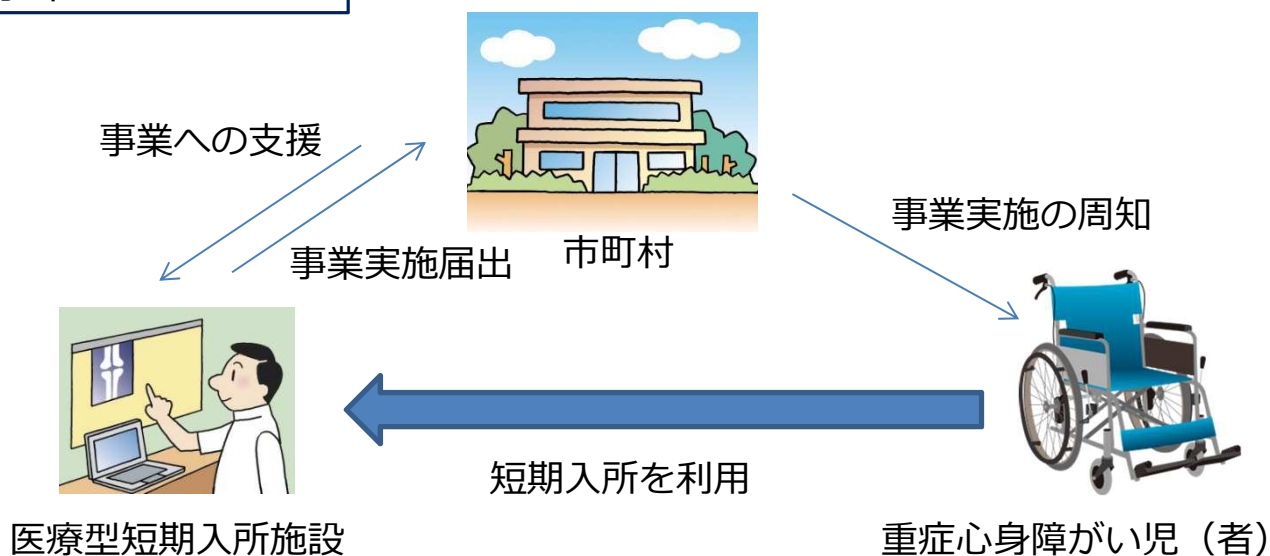 事業への支援
事業実施の周知
事業実施届出
市町村
短期入所を利用
医療型短期入所施設
重症心身障がい児（者）